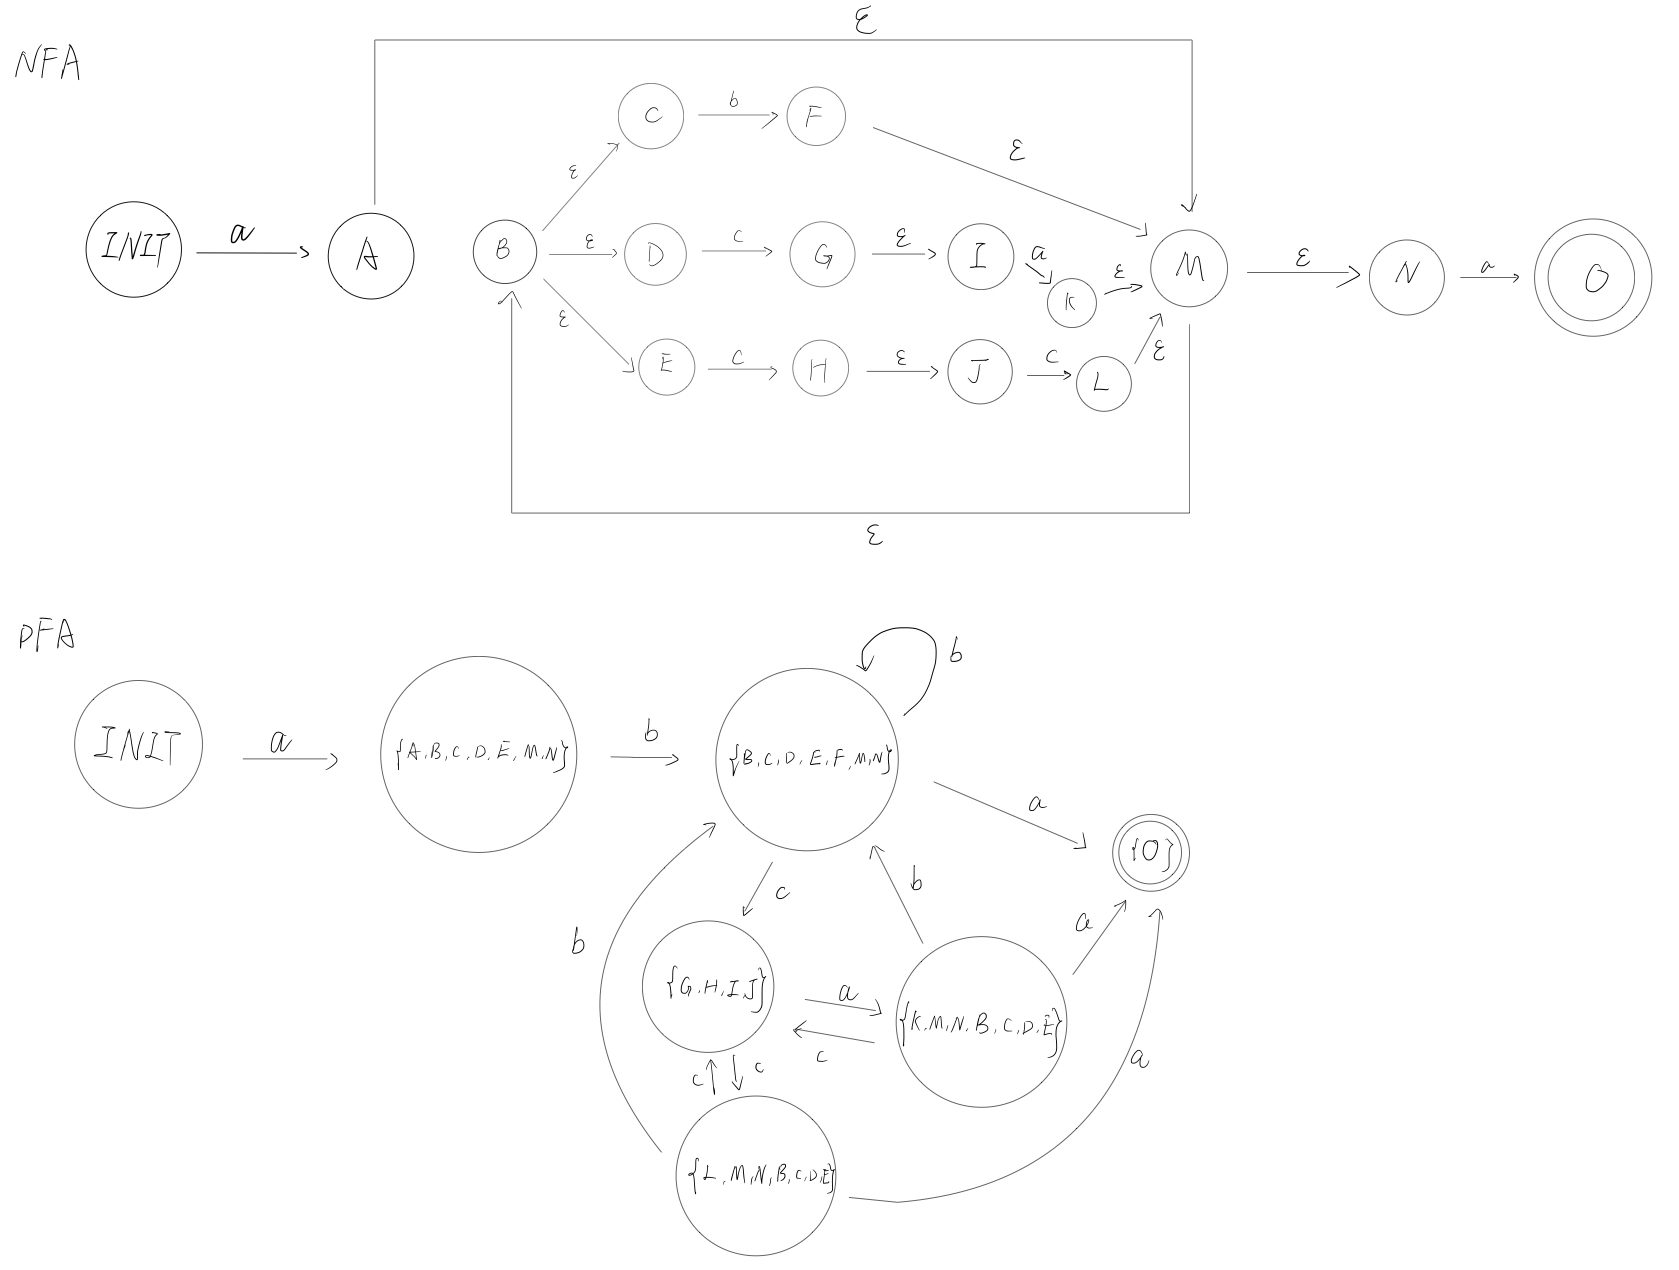 NFA
ε
C b F
ε ε
INIT a A B ε D c G ε I a K ε M ε N a O
ε E c H ε J c L ε
ε
DFA
b
INIT a {A,B,C,D,E,M,N} b {B,C,D,E,F,M,N}
a
{O}
c b a
b
{G,H,I,J} a {K,M,N,B,C,D,E}
c
c c a
{L,M,N,B,C,D,E}